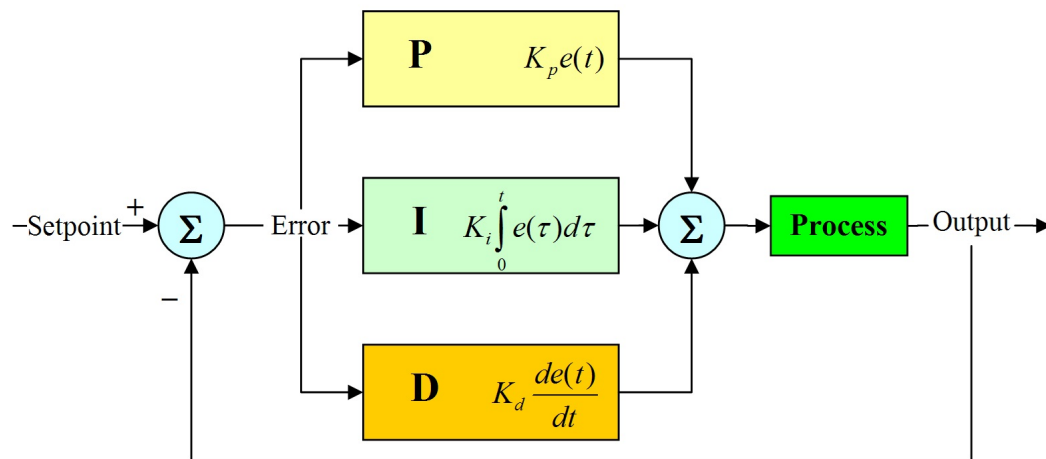 P K_p e(t)
Setpoint + Σ Error I K_i ∫_0^t e(τ)dτ Σ Process Output
−
D K_d de(t)/dt